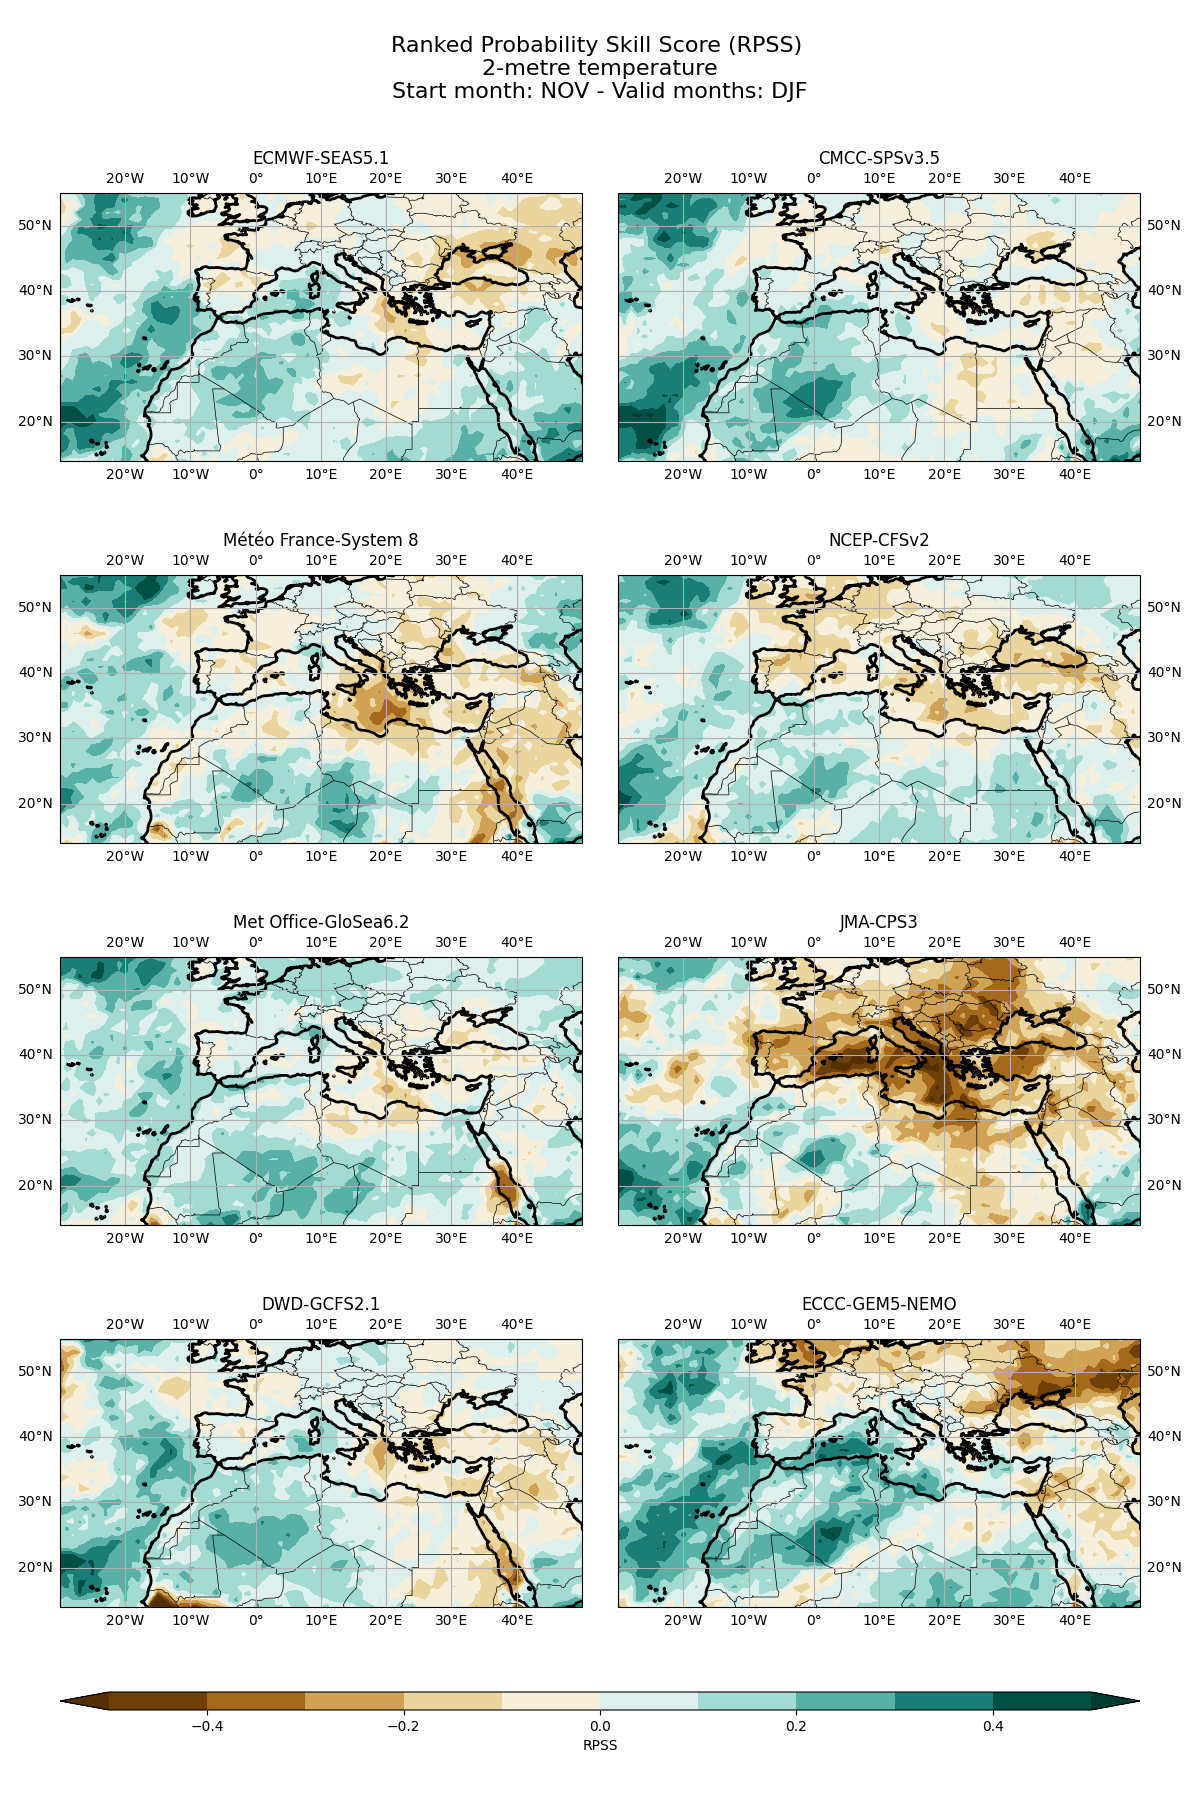 Ranked Probability Skill Score (RPSS)
2-metre temperature
Start month: NOV - Valid months: DJF
ECMWF-SEAS5.1
20°W 10°W 0° 10°E 20°E 30°E 40°E
50°N
40°N
30°N
20°N
20°W 10°W 0° 10°E 20°E 30°E 40°E
CMCC-SPSv3.5
20°W 10°W 0° 10°E 20°E 30°E 40°E
50°N
40°N
30°N
20°N
20°W 10°W 0° 10°E 20°E 30°E 40°E
Météo France-System 8
20°W 10°W 0° 10°E 20°E 30°E 40°E
50°N
40°N
30°N
20°N
20°W 10°W 0° 10°E 20°E 30°E 40°E
NCEP-CFSv2
20°W 10°W 0° 10°E 20°E 30°E 40°E
50°N
40°N
30°N
20°N
20°W 10°W 0° 10°E 20°E 30°E 40°E
Met Office-GloSea6.2
20°W 10°W 0° 10°E 20°E 30°E 40°E
50°N
40°N
30°N
20°N
20°W 10°W 0° 10°E 20°E 30°E 40°E
JMA-CPS3
20°W 10°W 0° 10°E 20°E 30°E 40°E
50°N
40°N
30°N
20°N
20°W 10°W 0° 10°E 20°E 30°E 40°E
DWD-GCFS2.1
20°W 10°W 0° 10°E 20°E 30°E 40°E
50°N
40°N
30°N
20°N
20°W 10°W 0° 10°E 20°E 30°E 40°E
ECCC-GEM5-NEMO
20°W 10°W 0° 10°E 20°E 30°E 40°E
50°N
40°N
30°N
20°N
20°W 10°W 0° 10°E 20°E 30°E 40°E
−0.4 −0.2 0.0 0.2 0.4
RPSS